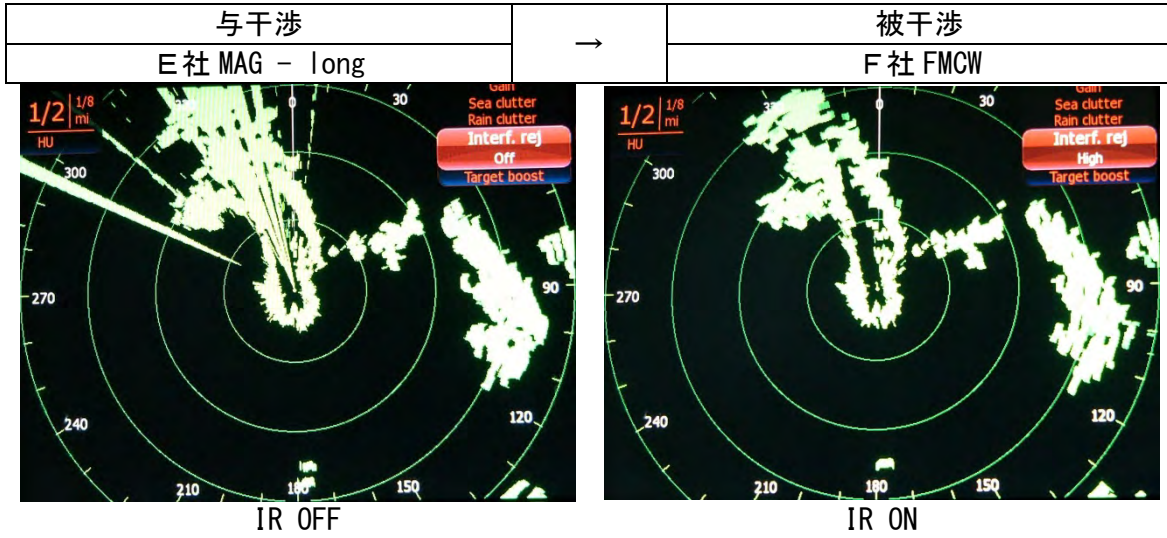 与干渉
→
被干渉
E社 MAG - long
F社 FMCW
1/2 1/8 mi
HU
0
30
Gain
Sea clutter
Rain clutter
Interf. rej
Off
Target boost
300
270
90
240
120
210
180
150
1/2 1/8 mi
HU
0
30
Sea clutter
Rain clutter
Interf. rej
High
Target boost
300
270
90
240
120
210
180
150
IR OFF
IR ON